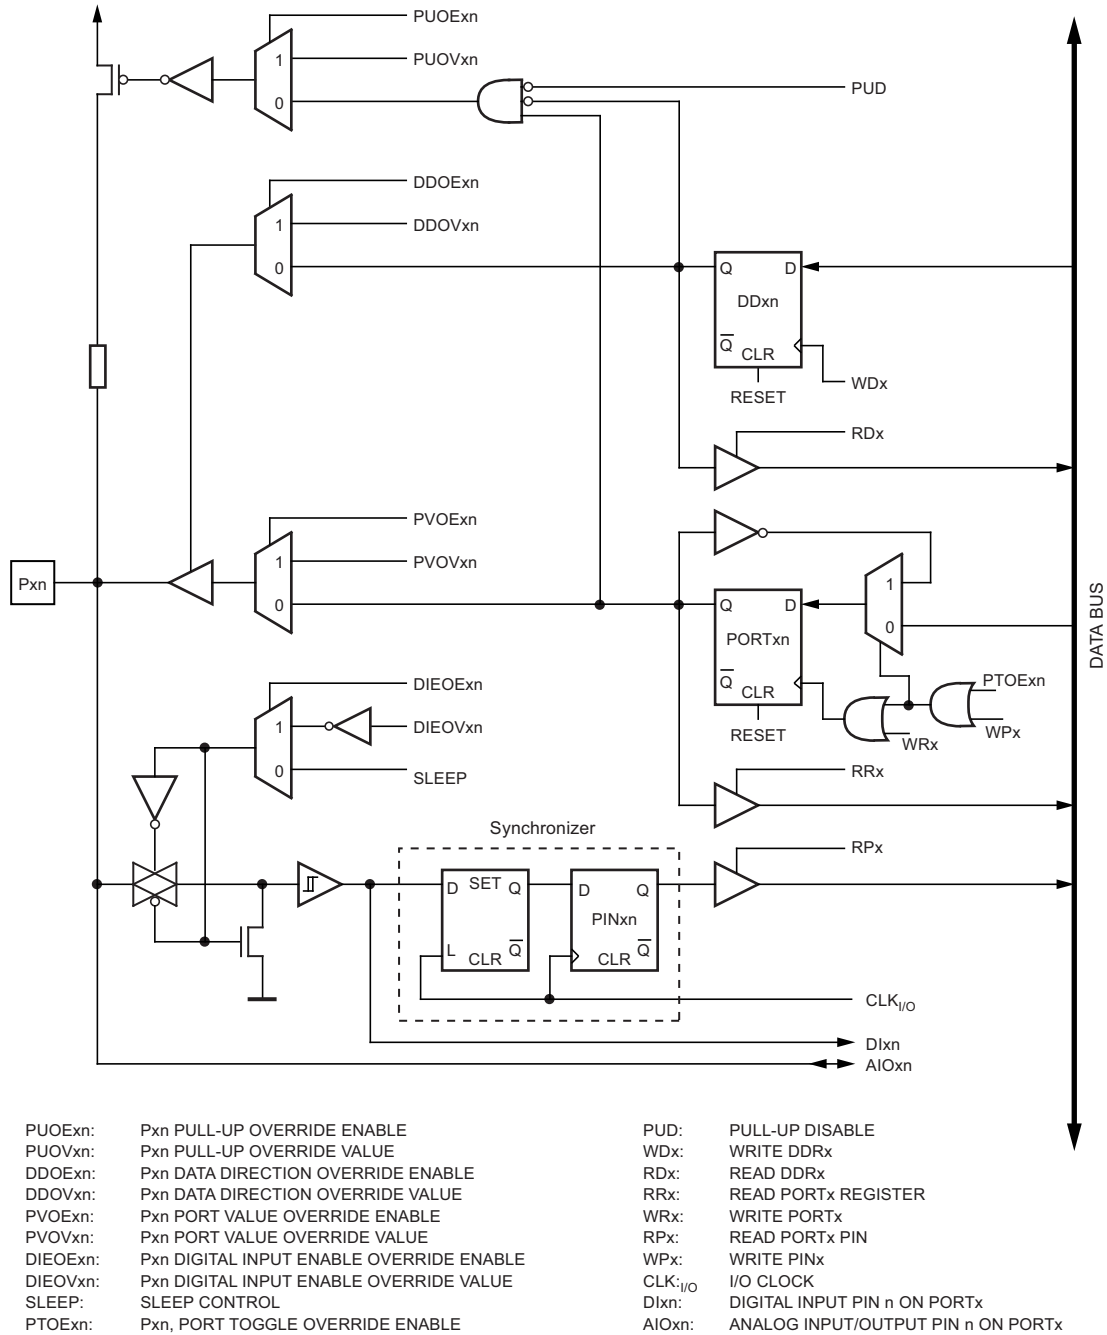 PUOExn
PUOVxn
1
0
PUD
DDOExn
DDOVxn
1
0
Q D
DDxn
Q
CLR
RESET
WDx
RDx
PVOExn
PVOVxn
1
0
Pxn
Q D
PORTxn
Q
CLR
RESET
1
0
DATA BUS
PTOExn
WPx
WRx
DIEOExn
DIEOVxn
SLEEP
1
0
RRx
Synchronizer
RPx
D SET Q
L CLR Q
D Q
PINxn
CLR Q
CLKI/O
DIxn
AIOxn
PUOExn: Pxn PULL-UP OVERRIDE ENABLE
PUOVxn: Pxn PULL-UP OVERRIDE VALUE
DDOExn: Pxn DATA DIRECTION OVERRIDE ENABLE
DDOVxn: Pxn DATA DIRECTION OVERRIDE VALUE
PVOExn: Pxn PORT VALUE OVERRIDE ENABLE
PVOVxn: Pxn PORT VALUE OVERRIDE VALUE
DIEOExn: Pxn DIGITAL INPUT ENABLE OVERRIDE ENABLE
DIEOVxn: Pxn DIGITAL INPUT ENABLE OVERRIDE VALUE
SLEEP: SLEEP CONTROL
PTOExn: Pxn, PORT TOGGLE OVERRIDE ENABLE
PUD: PULL-UP DISABLE
WDx: WRITE DDRx
RDx: READ DDRx
RRx: READ PORTx REGISTER
WRx: WRITE PORTx
RPx: READ PORTx PIN
WPx: WRITE PINx
CLK:I/O I/O CLOCK
DIxn: DIGITAL INPUT PIN n ON PORTx
AIOxn: ANALOG INPUT/OUTPUT PIN n ON PORTx